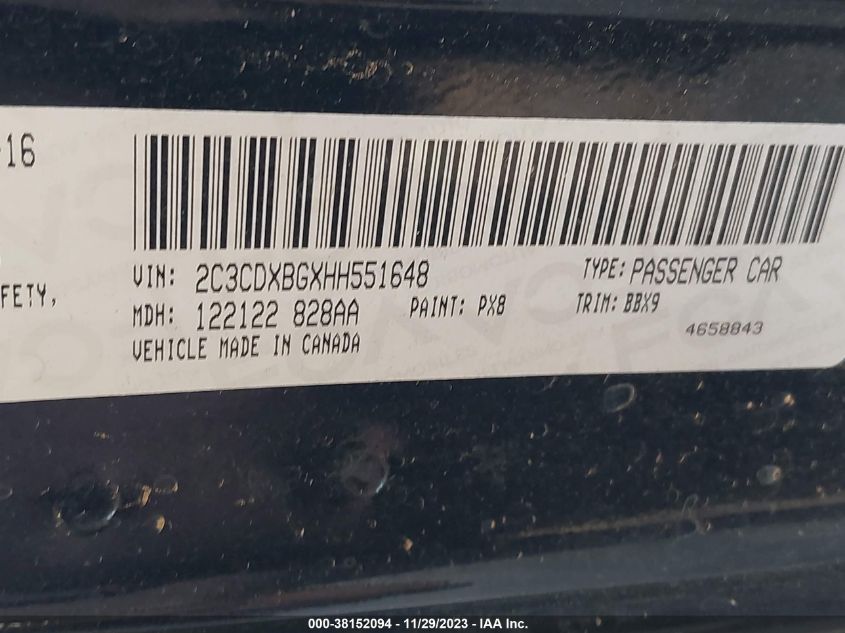 -16
VIN: 2C3CDXBGXHH551648
TYPE: PASSENGER CAR
FETY,
MDH: 122122 828AA
PAINT: PX8
TRIM: BBX9
4658843
VEHICLE MADE IN CANADA
000-38152094 - 11/29/2023 - IAA Inc.